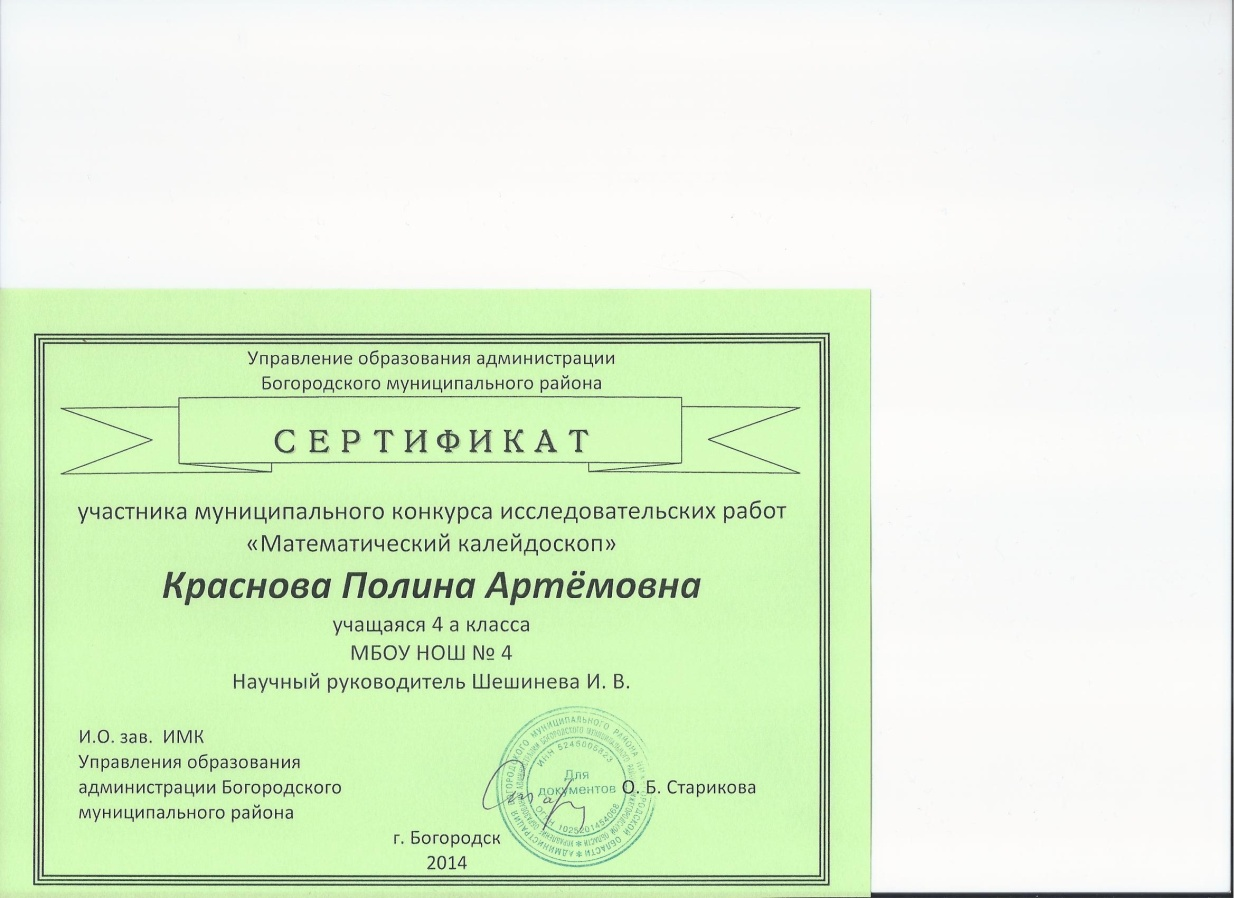 Управление образования администрации
Богородского муниципального района
СЕРТИФИКАТ
участника муниципального конкурса исследовательских работ
«Математический калейдоскоп»
Краснова Полина Артёмовна
учащаяся 4 а класса
МБОУ НОШ № 4
Научный руководитель Шешинева И. В.
И.О. зав. ИМК
Управления образования
администрации Богородского
муниципального района
О. Б. Старикова
Для
документов
г. Богородск
2014